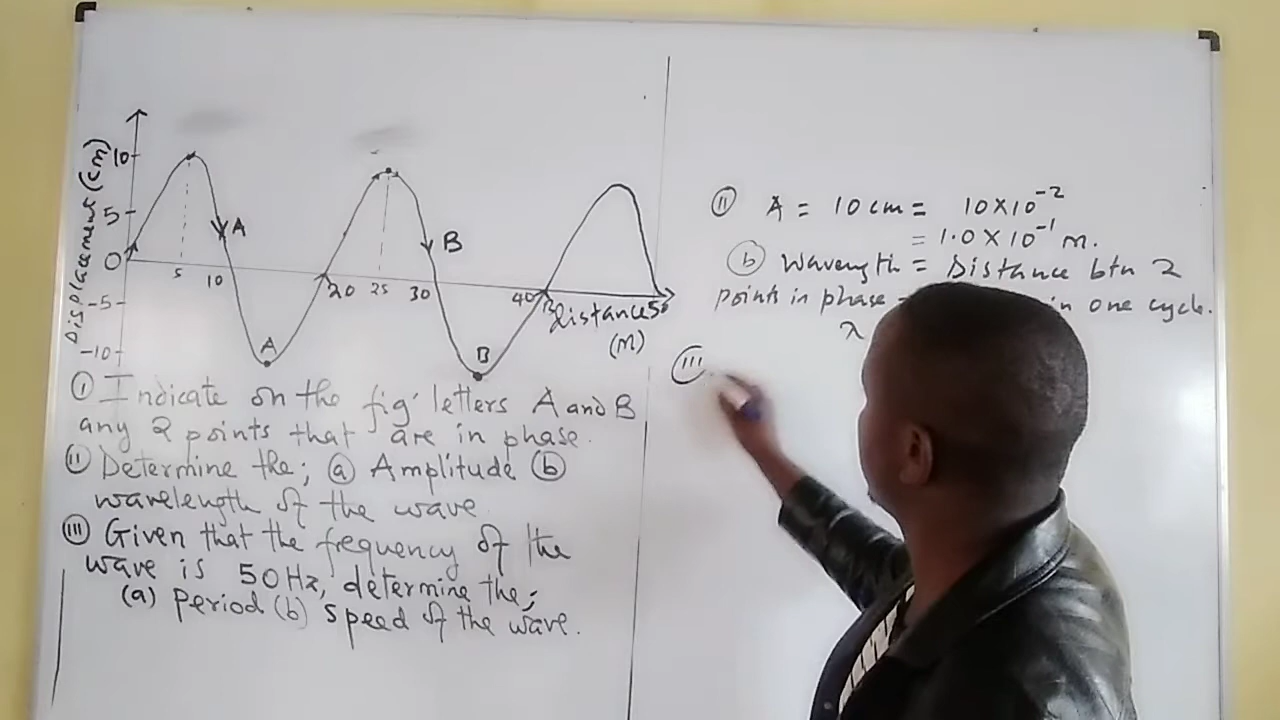 Displacement (cm)
10
5
0
-5
-10
5
10
20
25
30
40
50
A
B
A
B
Distance
(M)
(i) Indicate on the fig' letters A and B
any 2 points that are in phase.
(ii) Determine the; (a) Amplitude (b)
wavelength of the wave
(iii) Given that the frequency of the
wave is 50Hz, determine the;
(a) period (b) speed of the wave.
(ii) A = 10cm = 10×10⁻²
= 1.0×10⁻¹ m.
(b) Wavength = Distance btn 2
points in phase in one cycle.
λ
(iii)